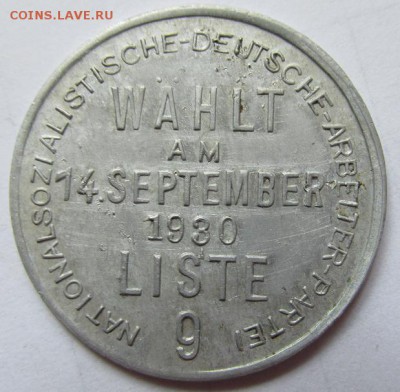 COINS.LAVE.RU
NATIONALSOZIALISTISCHE-DEUTSCHE-ARBEITER-PARTEI
WÄHLT
AM
14. SEPTEMBER
1930
LISTE
9